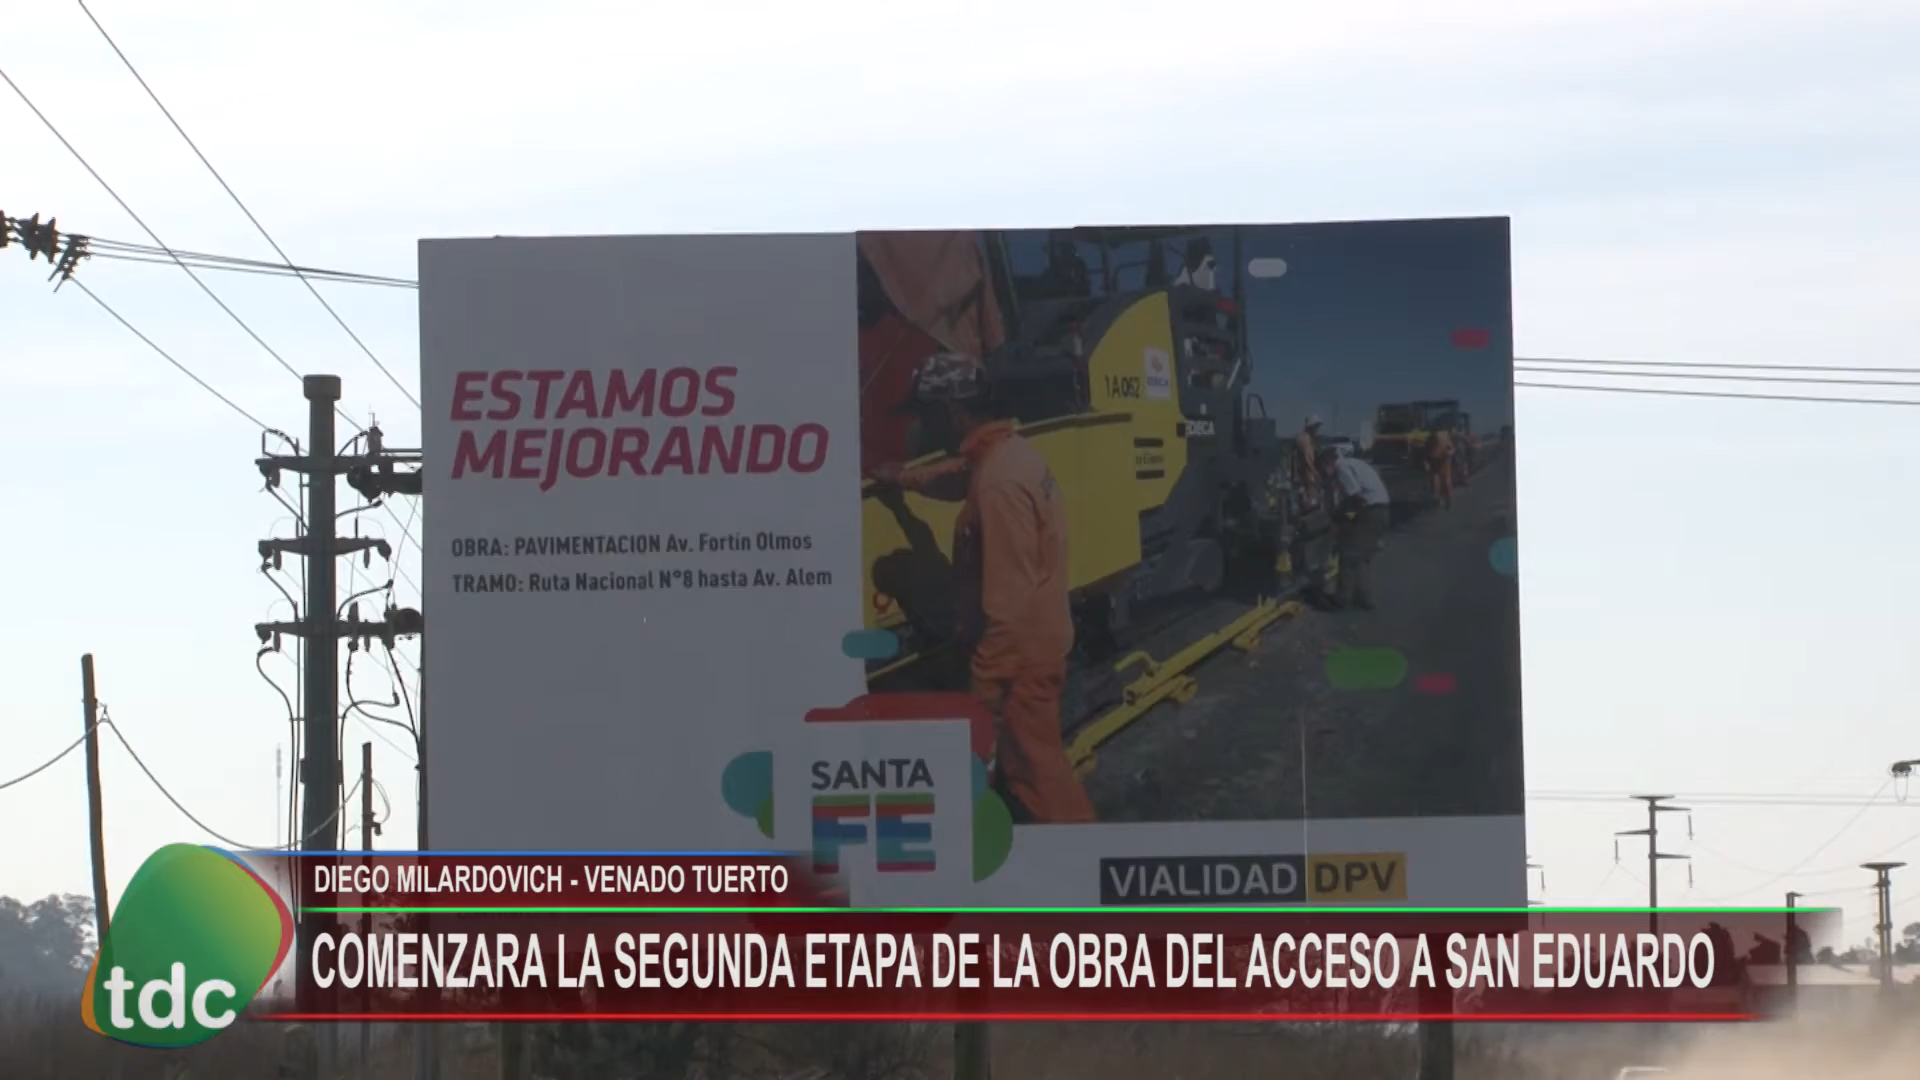 ESTAMOS
MEJORANDO
OBRA: PAVIMENTACION Av. Fortín Olmos
TRAMO: Ruta Nacional N°8 hasta Av. Alem
1A062
SANTA
FE
VIALIDAD DPV
DIEGO MILARDOVICH - VENADO TUERTO
COMENZARA LA SEGUNDA ETAPA DE LA OBRA DEL ACCESO A SAN EDUARDO
tdc